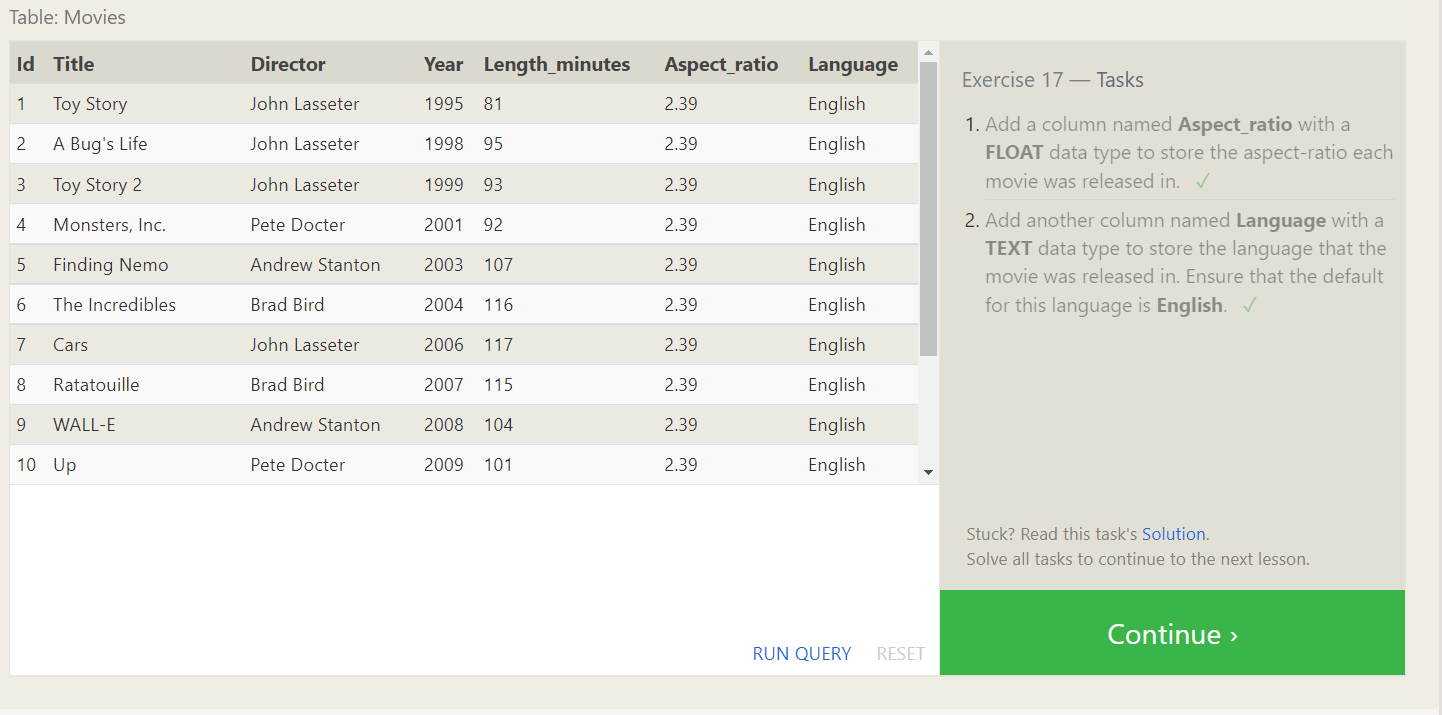 Table: Movies
Id Title Director Year Length_minutes Aspect_ratio Language
1 Toy Story John Lasseter 1995 81 2.39 English
2 A Bug's Life John Lasseter 1998 95 2.39 English
3 Toy Story 2 John Lasseter 1999 93 2.39 English
4 Monsters, Inc. Pete Docter 2001 92 2.39 English
5 Finding Nemo Andrew Stanton 2003 107 2.39 English
6 The Incredibles Brad Bird 2004 116 2.39 English
7 Cars John Lasseter 2006 117 2.39 English
8 Ratatouille Brad Bird 2007 115 2.39 English
9 WALL-E Andrew Stanton 2008 104 2.39 English
10 Up Pete Docter 2009 101 2.39 English
RUN QUERY RESET
Exercise 17 — Tasks
1. Add a column named Aspect_ratio with a
FLOAT data type to store the aspect-ratio each
movie was released in. ✓
2. Add another column named Language with a
TEXT data type to store the language that the
movie was released in. Ensure that the default
for this language is English. ✓
Stuck? Read this task's Solution.
Solve all tasks to continue to the next lesson.
Continue ›